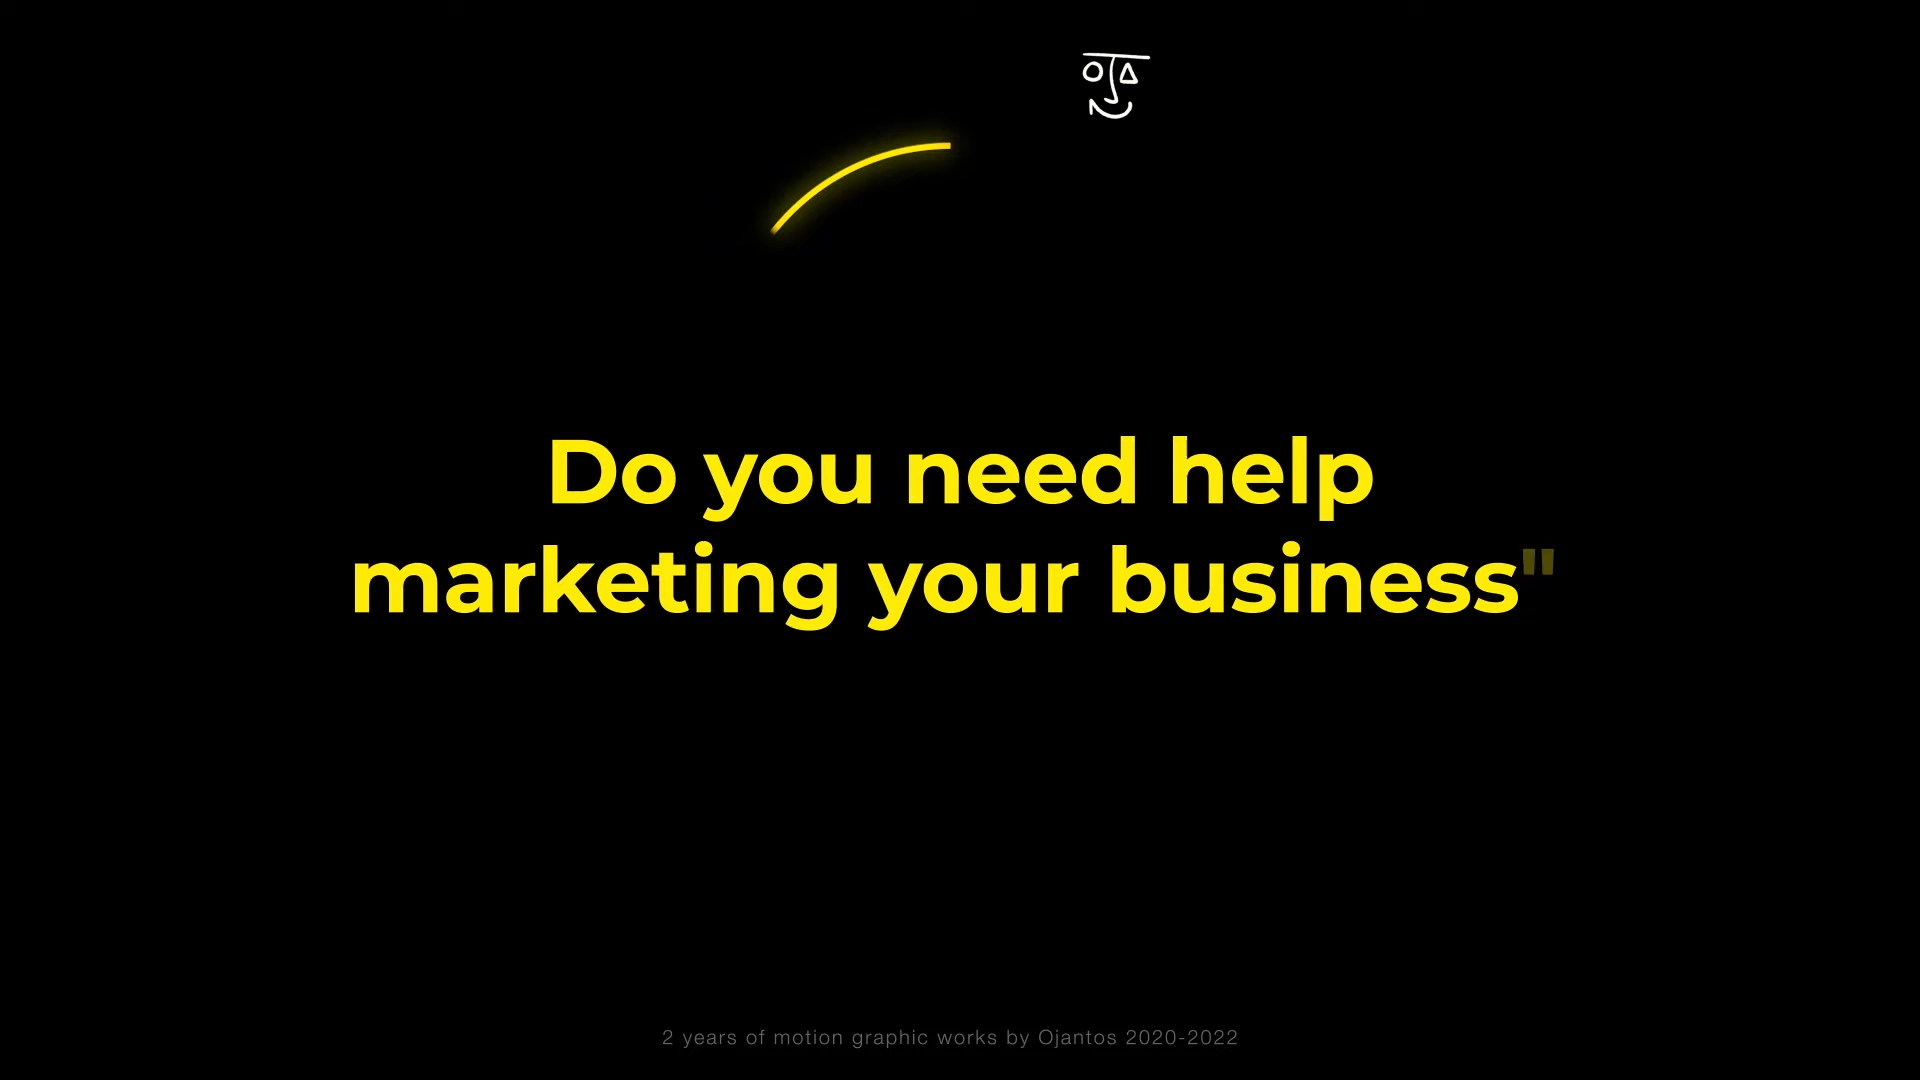 Do you need help
marketing your business"
2 years of motion graphic works by Ojantos 2020-2022